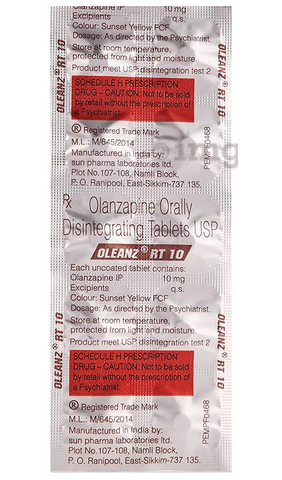 Olanzapine IP 10 mg
Excipients q.s.
Colour: Sunset Yellow FCF
Dosage: As directed by the Psychiatrist.
Store at room temperature,
protected from light and moisture
Product meet USP disintegration test 2
SCHEDULE H PRESCRIPTION
DRUG – CAUTION: Not to be sold
by retail without the prescription of
a Psychiatrist.
OLEANZ® RT 10
® Registered Trade Mark
M.L.: M/645/2014
Manufactured in India by:
sun pharma laboratories ltd.
Plot No.107-108, Namli Block,
P. O. Ranipool, East-Sikkim-737 135.
PEMPF0468
1mg
Rx Olanzapine Orally
Disintegrating Tablets USP
OLEANZ® RT 10
Each uncoated tablet contains:
Olanzapine IP 10 mg
Excipients q.s.
Colour: Sunset Yellow FCF
Dosage: As directed by the Psychiatrist.
Store at room temperature,
protected from light and moisture
Product meet USP disintegration test 2
SCHEDULE H PRESCRIPTION
DRUG – CAUTION: Not to be sold
by retail without the prescription of
a Psychiatrist.
OLEANZ® RT 10
® Registered Trade Mark
M.L.: M/645/2014
Manufactured in India by:
sun pharma laboratories ltd.
Plot No.107-108, Namli Block,
P. O. Ranipool, East-Sikkim-737 135.
PEMPF0468